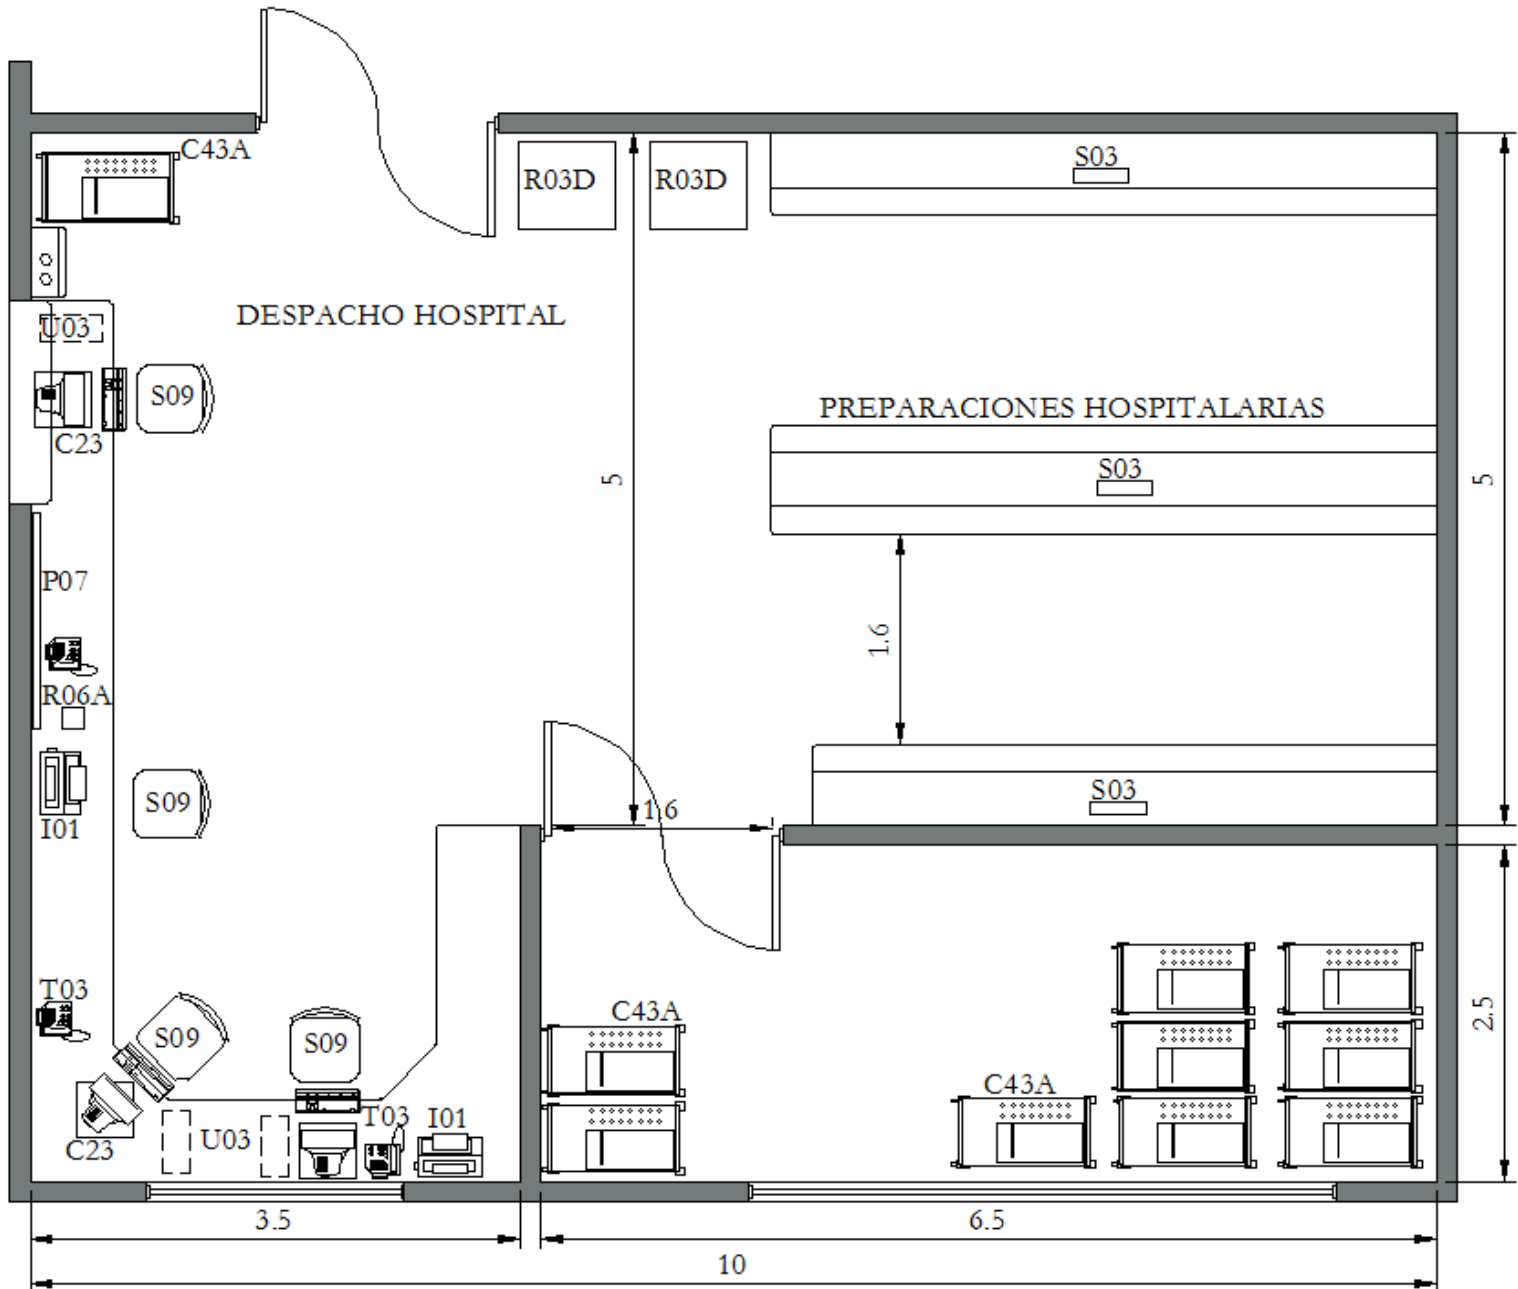 C43A
S03
R03D
R03D
DESPACHO HOSPITAL
U03
S09
C23
PREPARACIONES HOSPITALARIAS
S03
5
5
P07
1.6
R06A
S03
S09
I01
1.6
T03
S09
S09
C43A
2.5
C43A
T03
I01
U03
C23
3.5
6.5
10